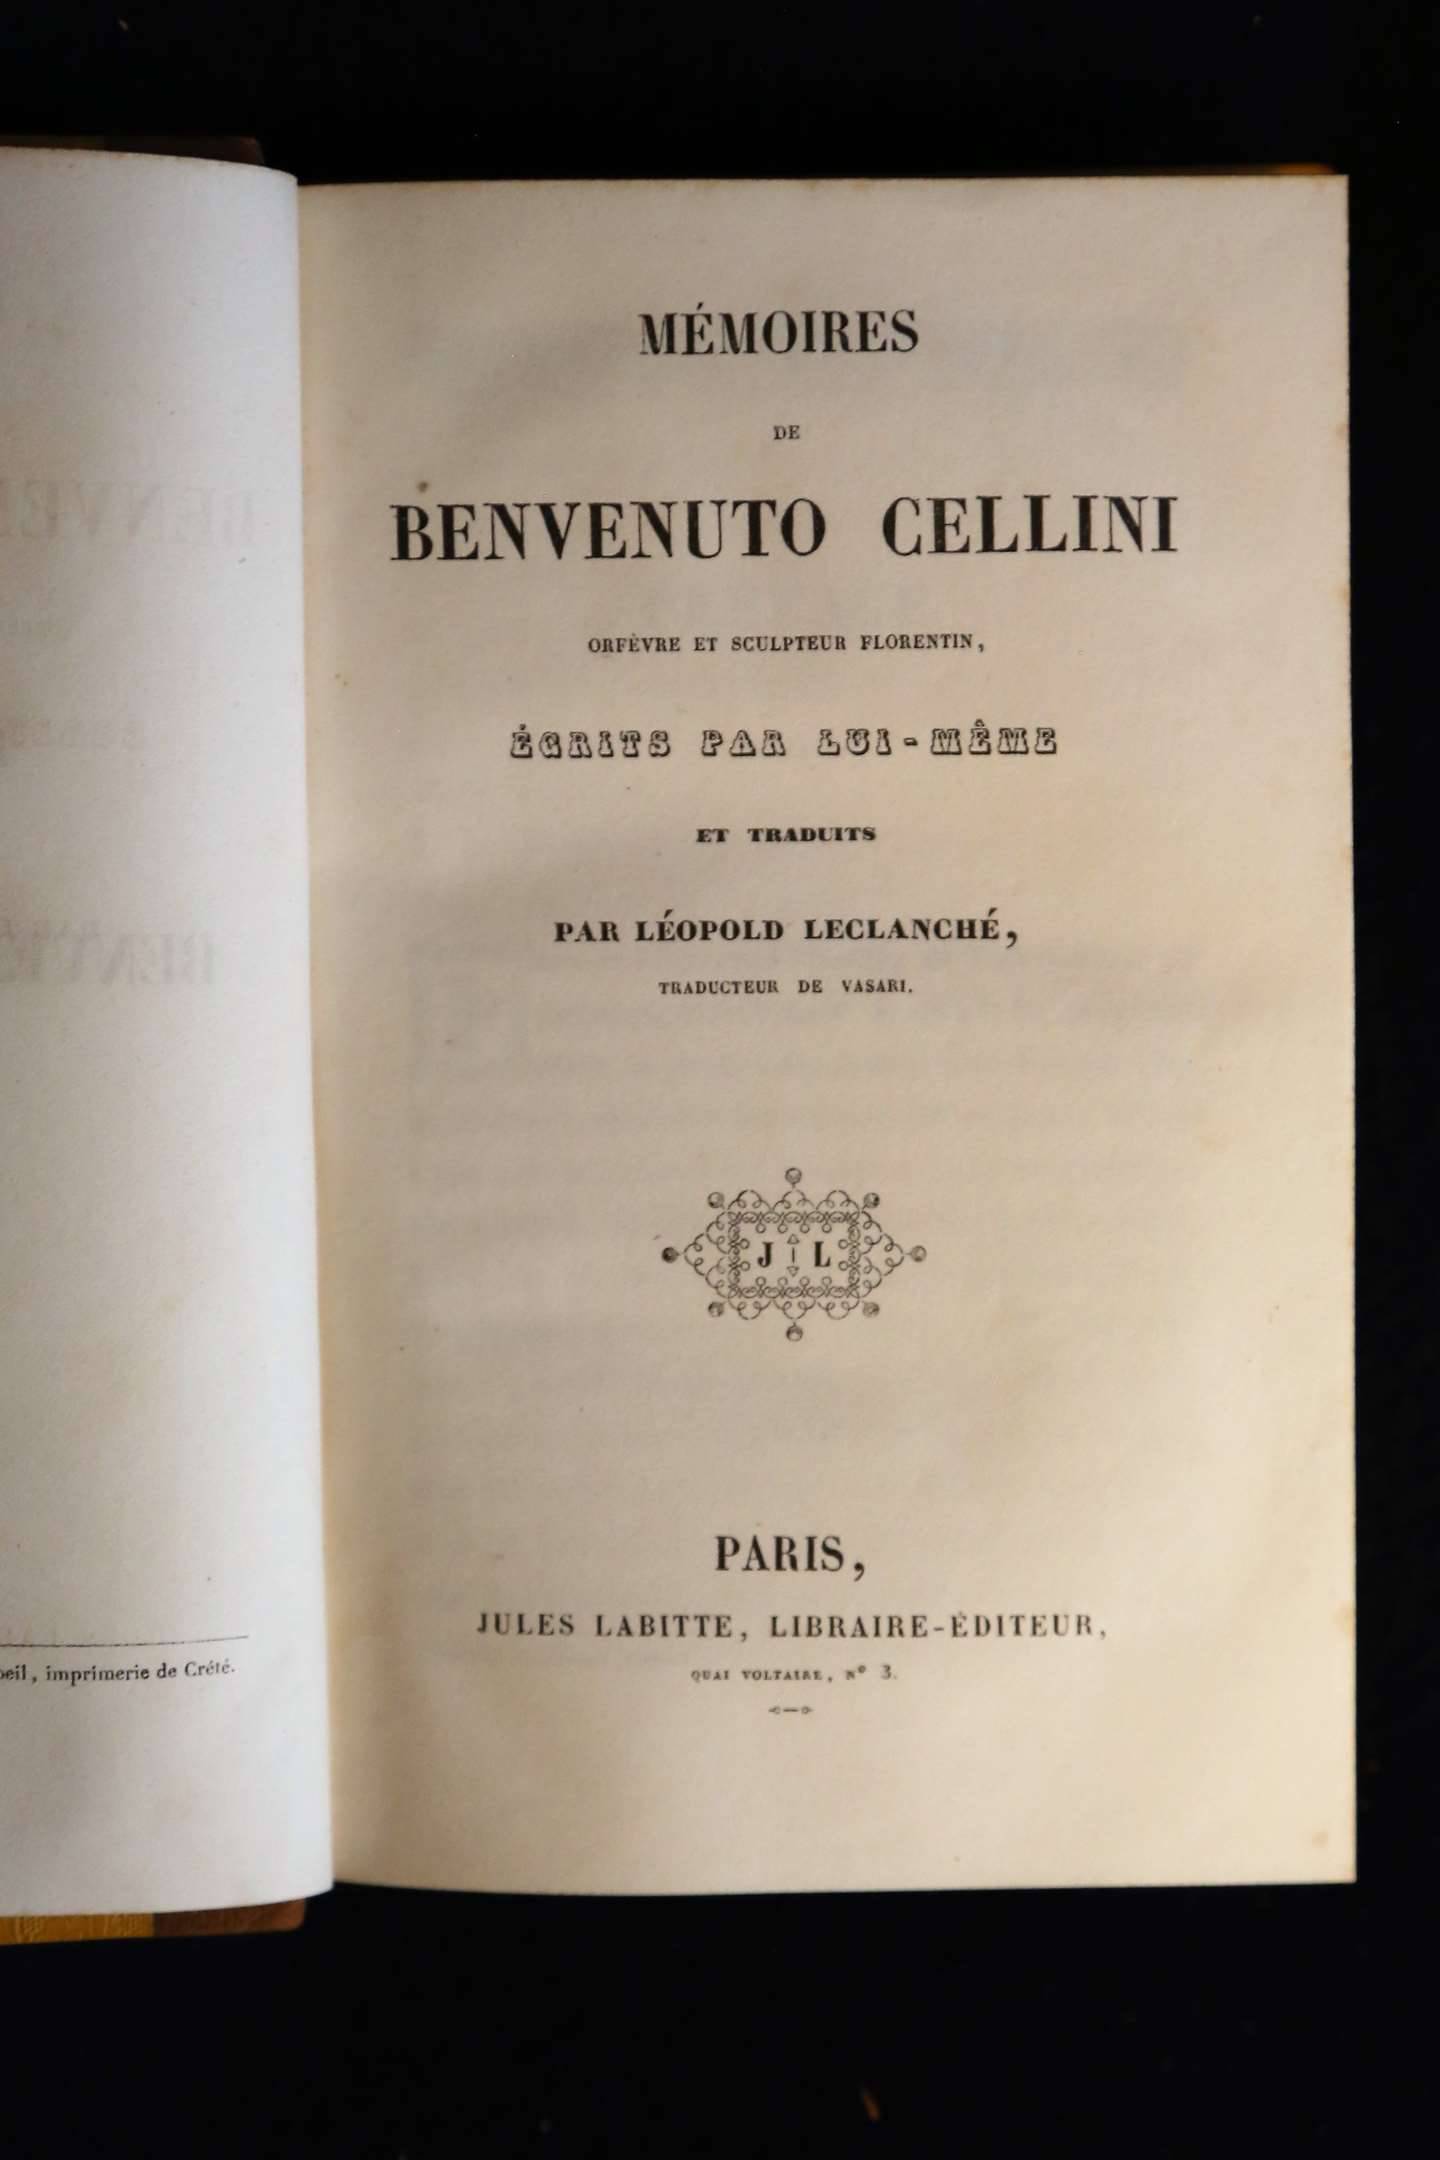 oeil, imprimerie de Crété.
MÉMOIRES
DE
BENVENUTO CELLINI
ORFÈVRE ET SCULPTEUR FLORENTIN,
ÉCRITS PAR LUI-MÊME
ET TRADUITS
PAR LÉOPOLD LECLANCHÉ,
TRADUCTEUR DE VASARI.
J L
PARIS,
JULES LABITTE, LIBRAIRE-ÉDITEUR,
QUAI VOLTAIRE, Nº 3.